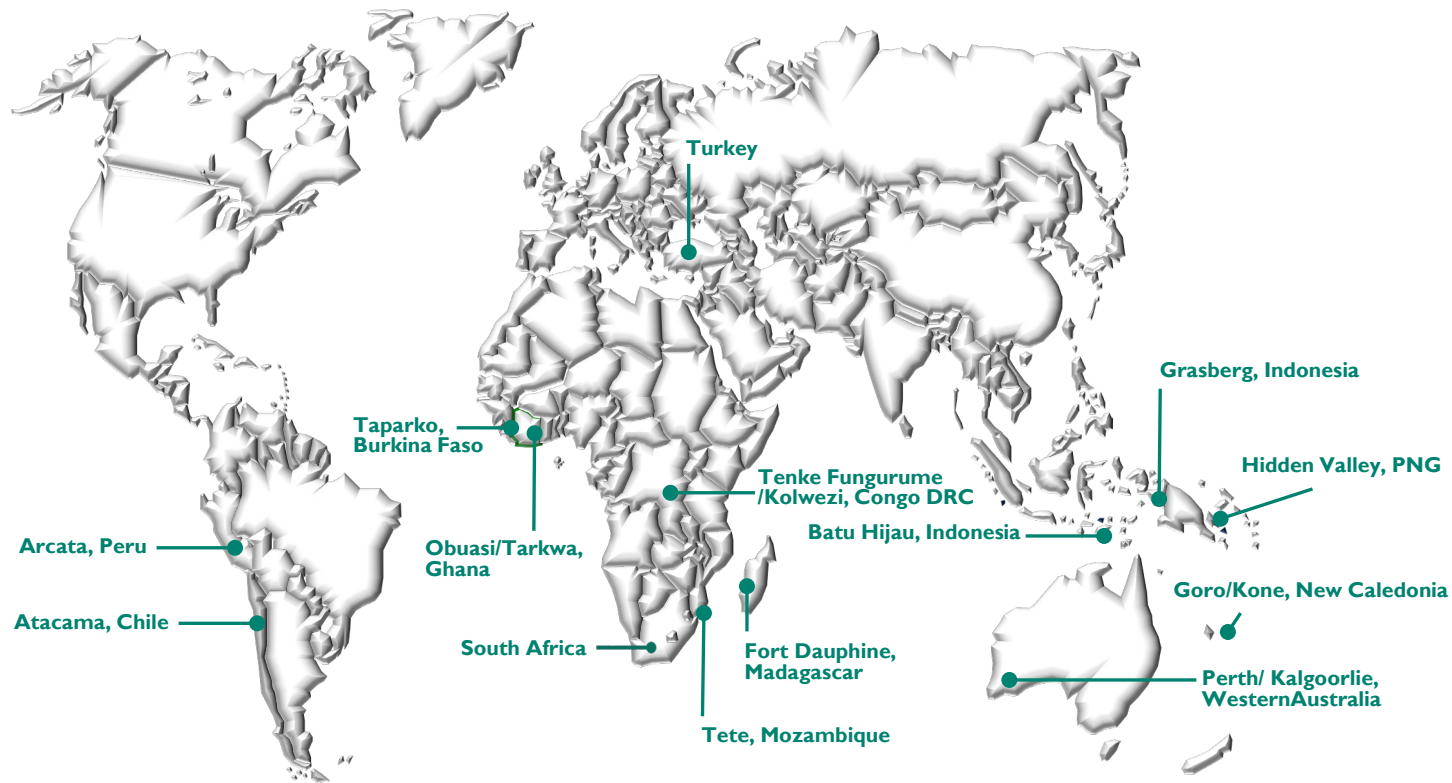 Turkey
Grasberg, Indonesia
Taparko,
Burkina Faso
Hidden Valley, PNG
Tenke Fungurume
/Kolwezi, Congo DRC
Batu Hijau, Indonesia
Arcata, Peru
Obuasi/Tarkwa,
Ghana
Goro/Kone, New Caledonia
Atacama, Chile
South Africa
Fort Dauphine,
Madagascar
Perth/ Kalgoorlie,
WesternAustralia
Tete, Mozambique